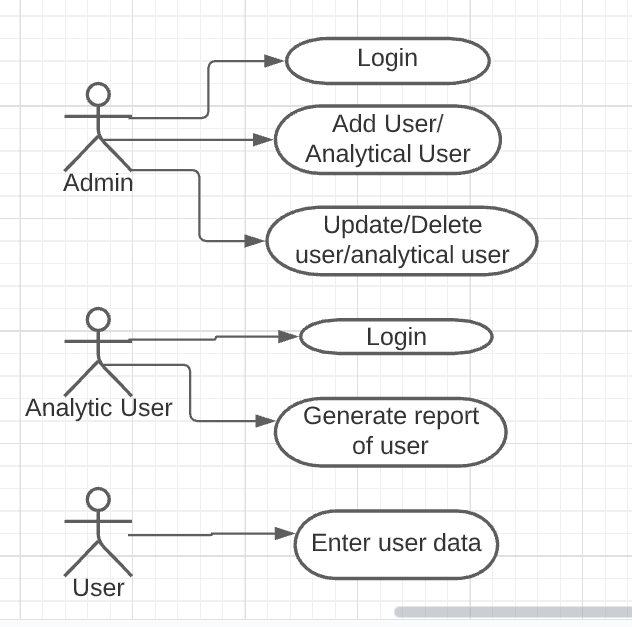 Login
Add User/
Analytical User
Admin
Update/Delete
user/analytical user
Login
Analytic User
Generate report
of user
Enter user data
User